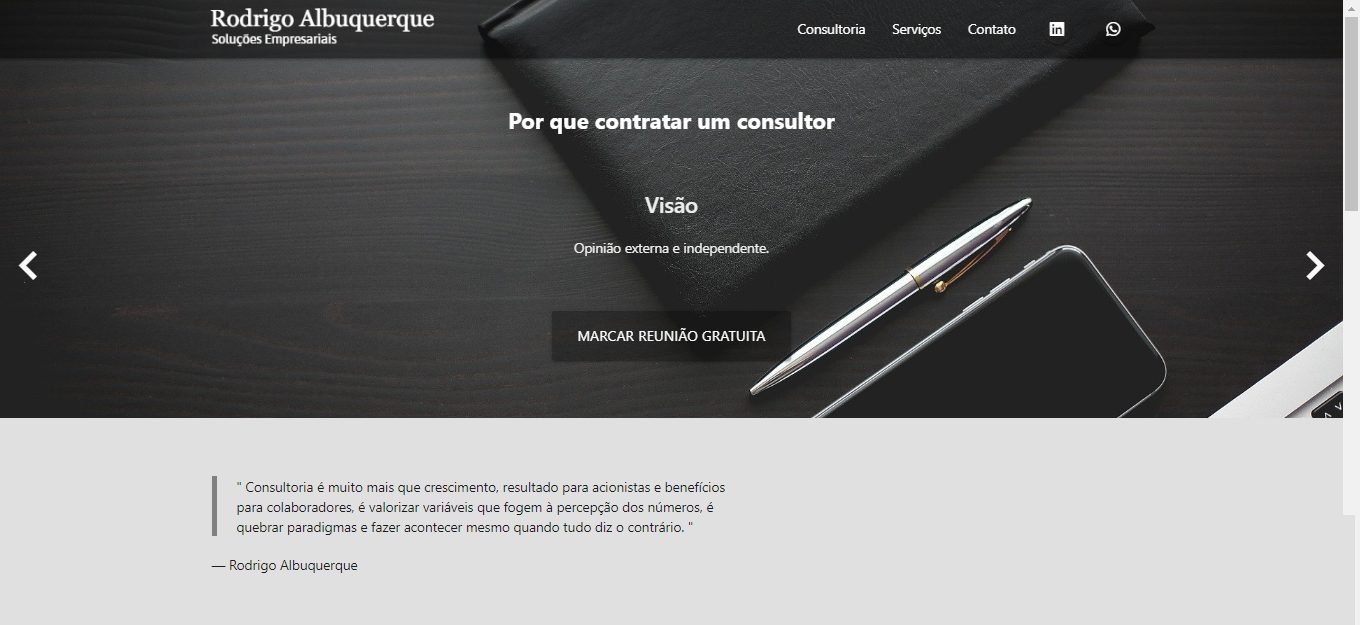 Rodrigo Albuquerque
Soluções Empresariais
Consultoria Serviços Contato in
Por que contratar um consultor
Visão
Opinião externa e independente.
MARCAR REUNIÃO GRATUITA
" Consultoria é muito mais que crescimento, resultado para acionistas e benefícios
para colaboradores, é valorizar variáveis que fogem à percepção dos números, é
quebrar paradigmas e fazer acontecer mesmo quando tudo diz o contrário. "
— Rodrigo Albuquerque